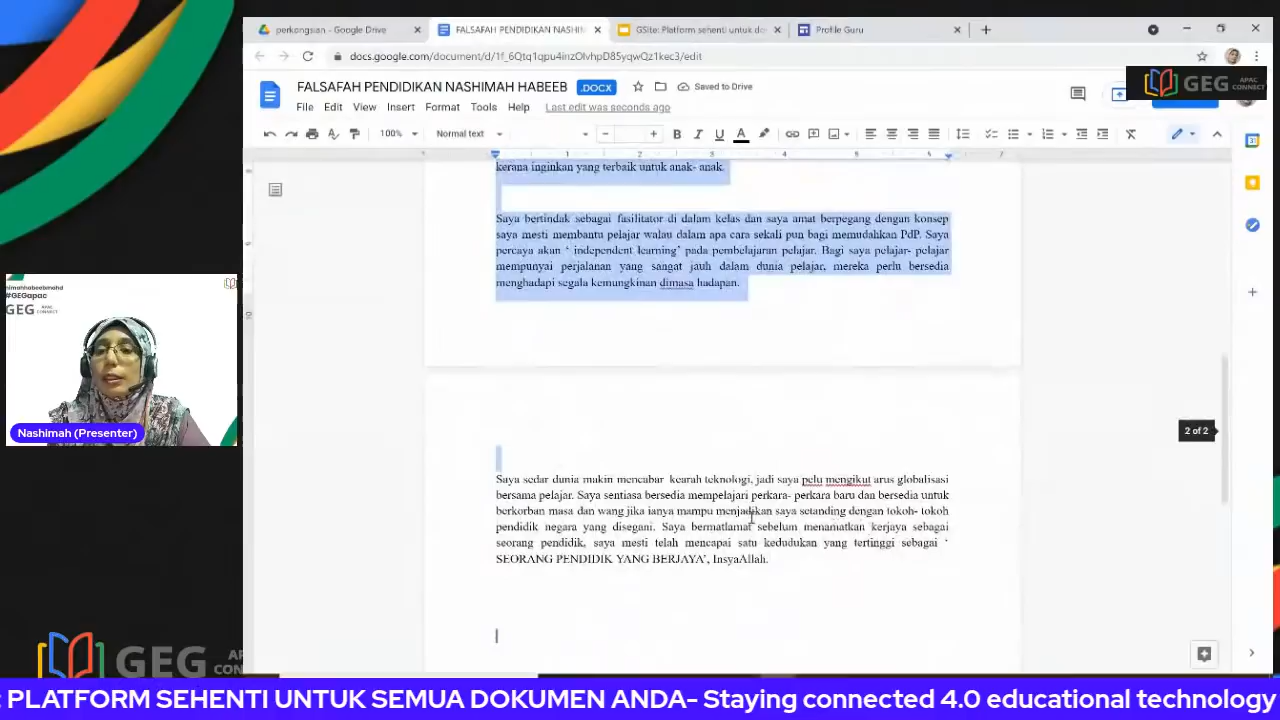 perkongsian - Google Drive
FALSAFAH PENDIDIKAN NASHIM
GSite: Platform sehenti untuk do
Profile Guru
docs.google.com/document/d/1f_6Qtq1qpu4inzOlvhpD85yqwQz1kec3/edit
FALSAFAH PENDIDIKAN NASHIMAH HABEEB
.DOCX
Saved to Drive
File Edit View Insert Format Tools Help
Last edit was seconds ago
GEG APAC CONNECT
100%
Normal text
1 2 3 4 5 6 7
kerana inginkan yang terbaik untuk anak- anak.
Saya bertindak sebagai fasilitator di dalam kelas dan saya amat berpegang dengan konsep
saya mesti membantu pelajar walau dalam apa cara sekali pun bagi memudahkan PdP. Saya
percaya akan ‘ independent learning’ pada pembelajaran pelajar. Bagi saya pelajar- pelajar
mempunyai perjalanan yang sangat jauh dalam dunia pelajar, mereka perlu bersedia
menghadapi segala kemungkinan dimasa hadapan.
2 of 2
Saya sedar dunia makin mencabar kearah teknologi, jadi saya pelu mengikut arus globalisasi
bersama pelajar. Saya sentiasa bersedia mempelajari perkara- perkara baru dan bersedia untuk
berkorban masa dan wang jika ianya mampu menjadikan saya setanding dengan tokoh- tokoh
pendidik negara yang disegani. Saya bermatlamat sebelum menamatkan kerjaya sebagai
seorang pendidik, saya mesti telah mencapai satu kedudukan yang tertinggi sebagai ‘
SEORANG PENDIDIK YANG BERJAYA’, InsyaAllah.
#GEGapac
GEG CONNECT
Nashimah (Presenter)
GEG CONNECT
PLATFORM SEHENTI UNTUK SEMUA DOKUMEN ANDA- Staying connected 4.0 educational technology